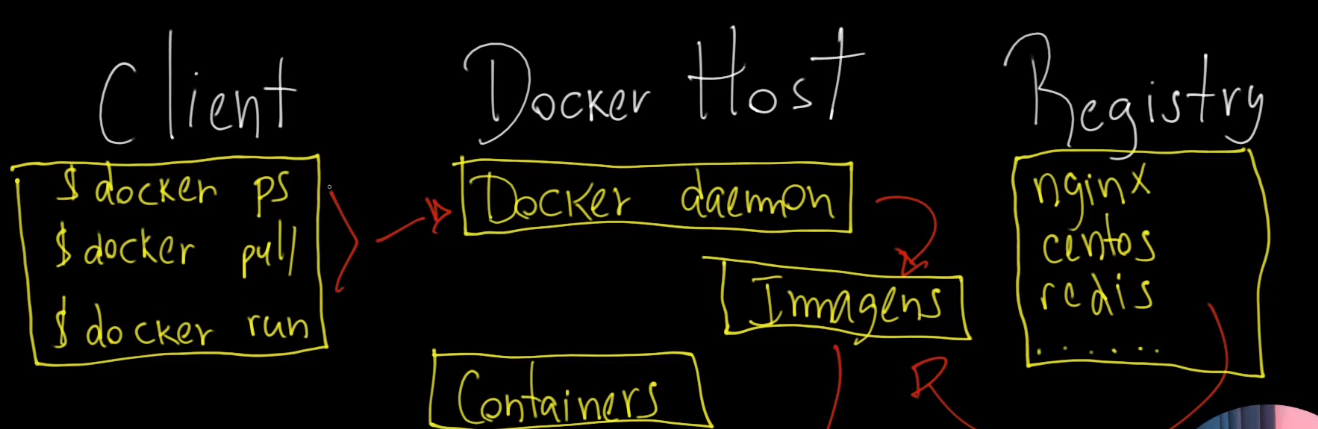 Client
$ docker ps
$ docker pull
$ docker run
Docker Host
Docker daemon
Imagens
Containers
Registry
nginx
centos
redis
......